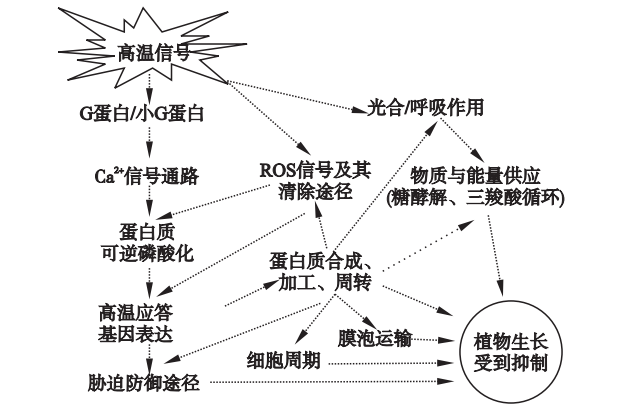 高温信号
G蛋白/小G蛋白
光合/呼吸作用
Ca²⁺信号通路
ROS信号及其
清除途径
物质与能量供应
(糖酵解、三羧酸循环)
蛋白质
可逆磷酸化
蛋白质合成、
加工、周转
高温应答
基因表达
膜泡运输
植物生长
受到抑制
细胞周期
胁迫防御途径